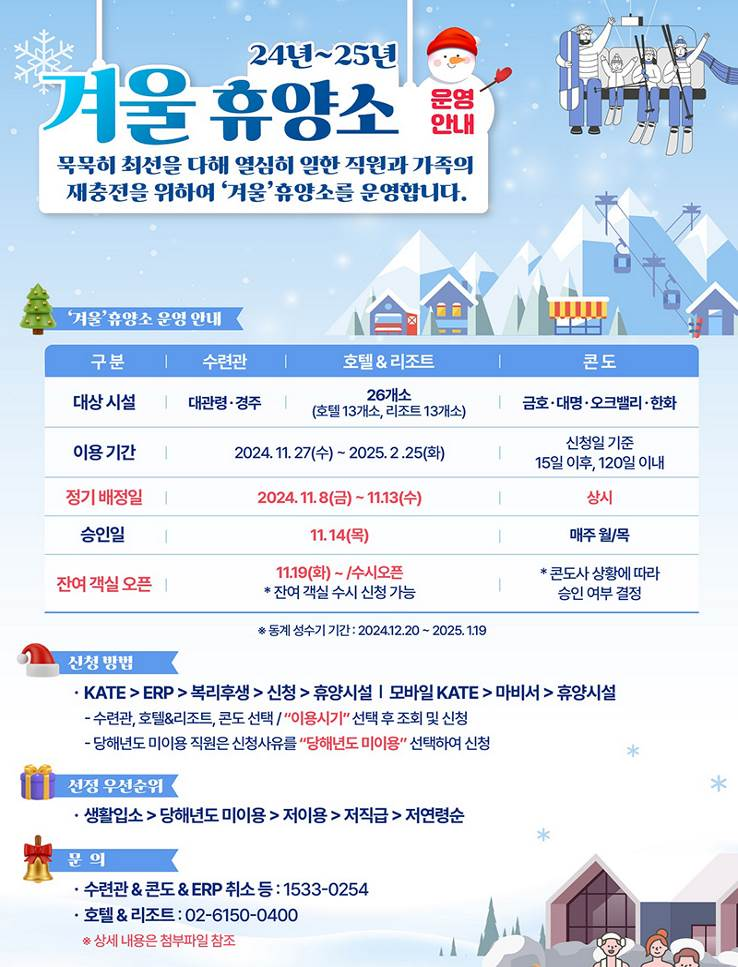 24년~25년
겨울 휴양소
운영
안내
묵묵히 최선을 다해 열심히 일한 직원과 가족의
재충전을 위하여 ‘겨울’휴양소를 운영합니다.
‘겨울’휴양소 운영 안내
구 분 | 수련관 | 호텔 & 리조트 | 콘 도
대상 시설 | 대관령·경주 | 26개소 | 금호·대명·오크밸리·한화
(호텔 13개소, 리조트 13개소)
이용 기간 | 2024. 11. 27(수) ~ 2025. 2 .25(화) | 신청일 기준
15일 이후, 120일 이내
정기 배정일 | 2024. 11. 8(금) ~ 11.13(수) | 상시
승인일 | 11. 14(목) | 매주 월/목
잔여 객실 오픈 | 11.19(화) ~ /수시오픈 | * 콘도사 상황에 따라
* 잔여 객실 수시 신청 가능 | 승인 여부 결정
※ 동계 성수기 기간 : 2024.12.20 ~ 2025. 1.19
신청 방법
· KATE > ERP > 복리후생 > 신청 > 휴양시설 | 모바일 KATE > 마비서 > 휴양시설
- 수련관, 호텔&리조트, 콘도 선택 / “이용시기” 선택 후 조회 및 신청
- 당해년도 미이용 직원은 신청사유를 “당해년도 미이용” 선택하여 신청
선정 우선순위
· 생활입소 > 당해년도 미이용 > 저이용 > 저직급 > 저연령순
문 의
· 수련관 & 콘도 & ERP 취소 등 : 1533-0254
· 호텔 & 리조트 : 02-6150-0400
※ 상세 내용은 첨부파일 참조